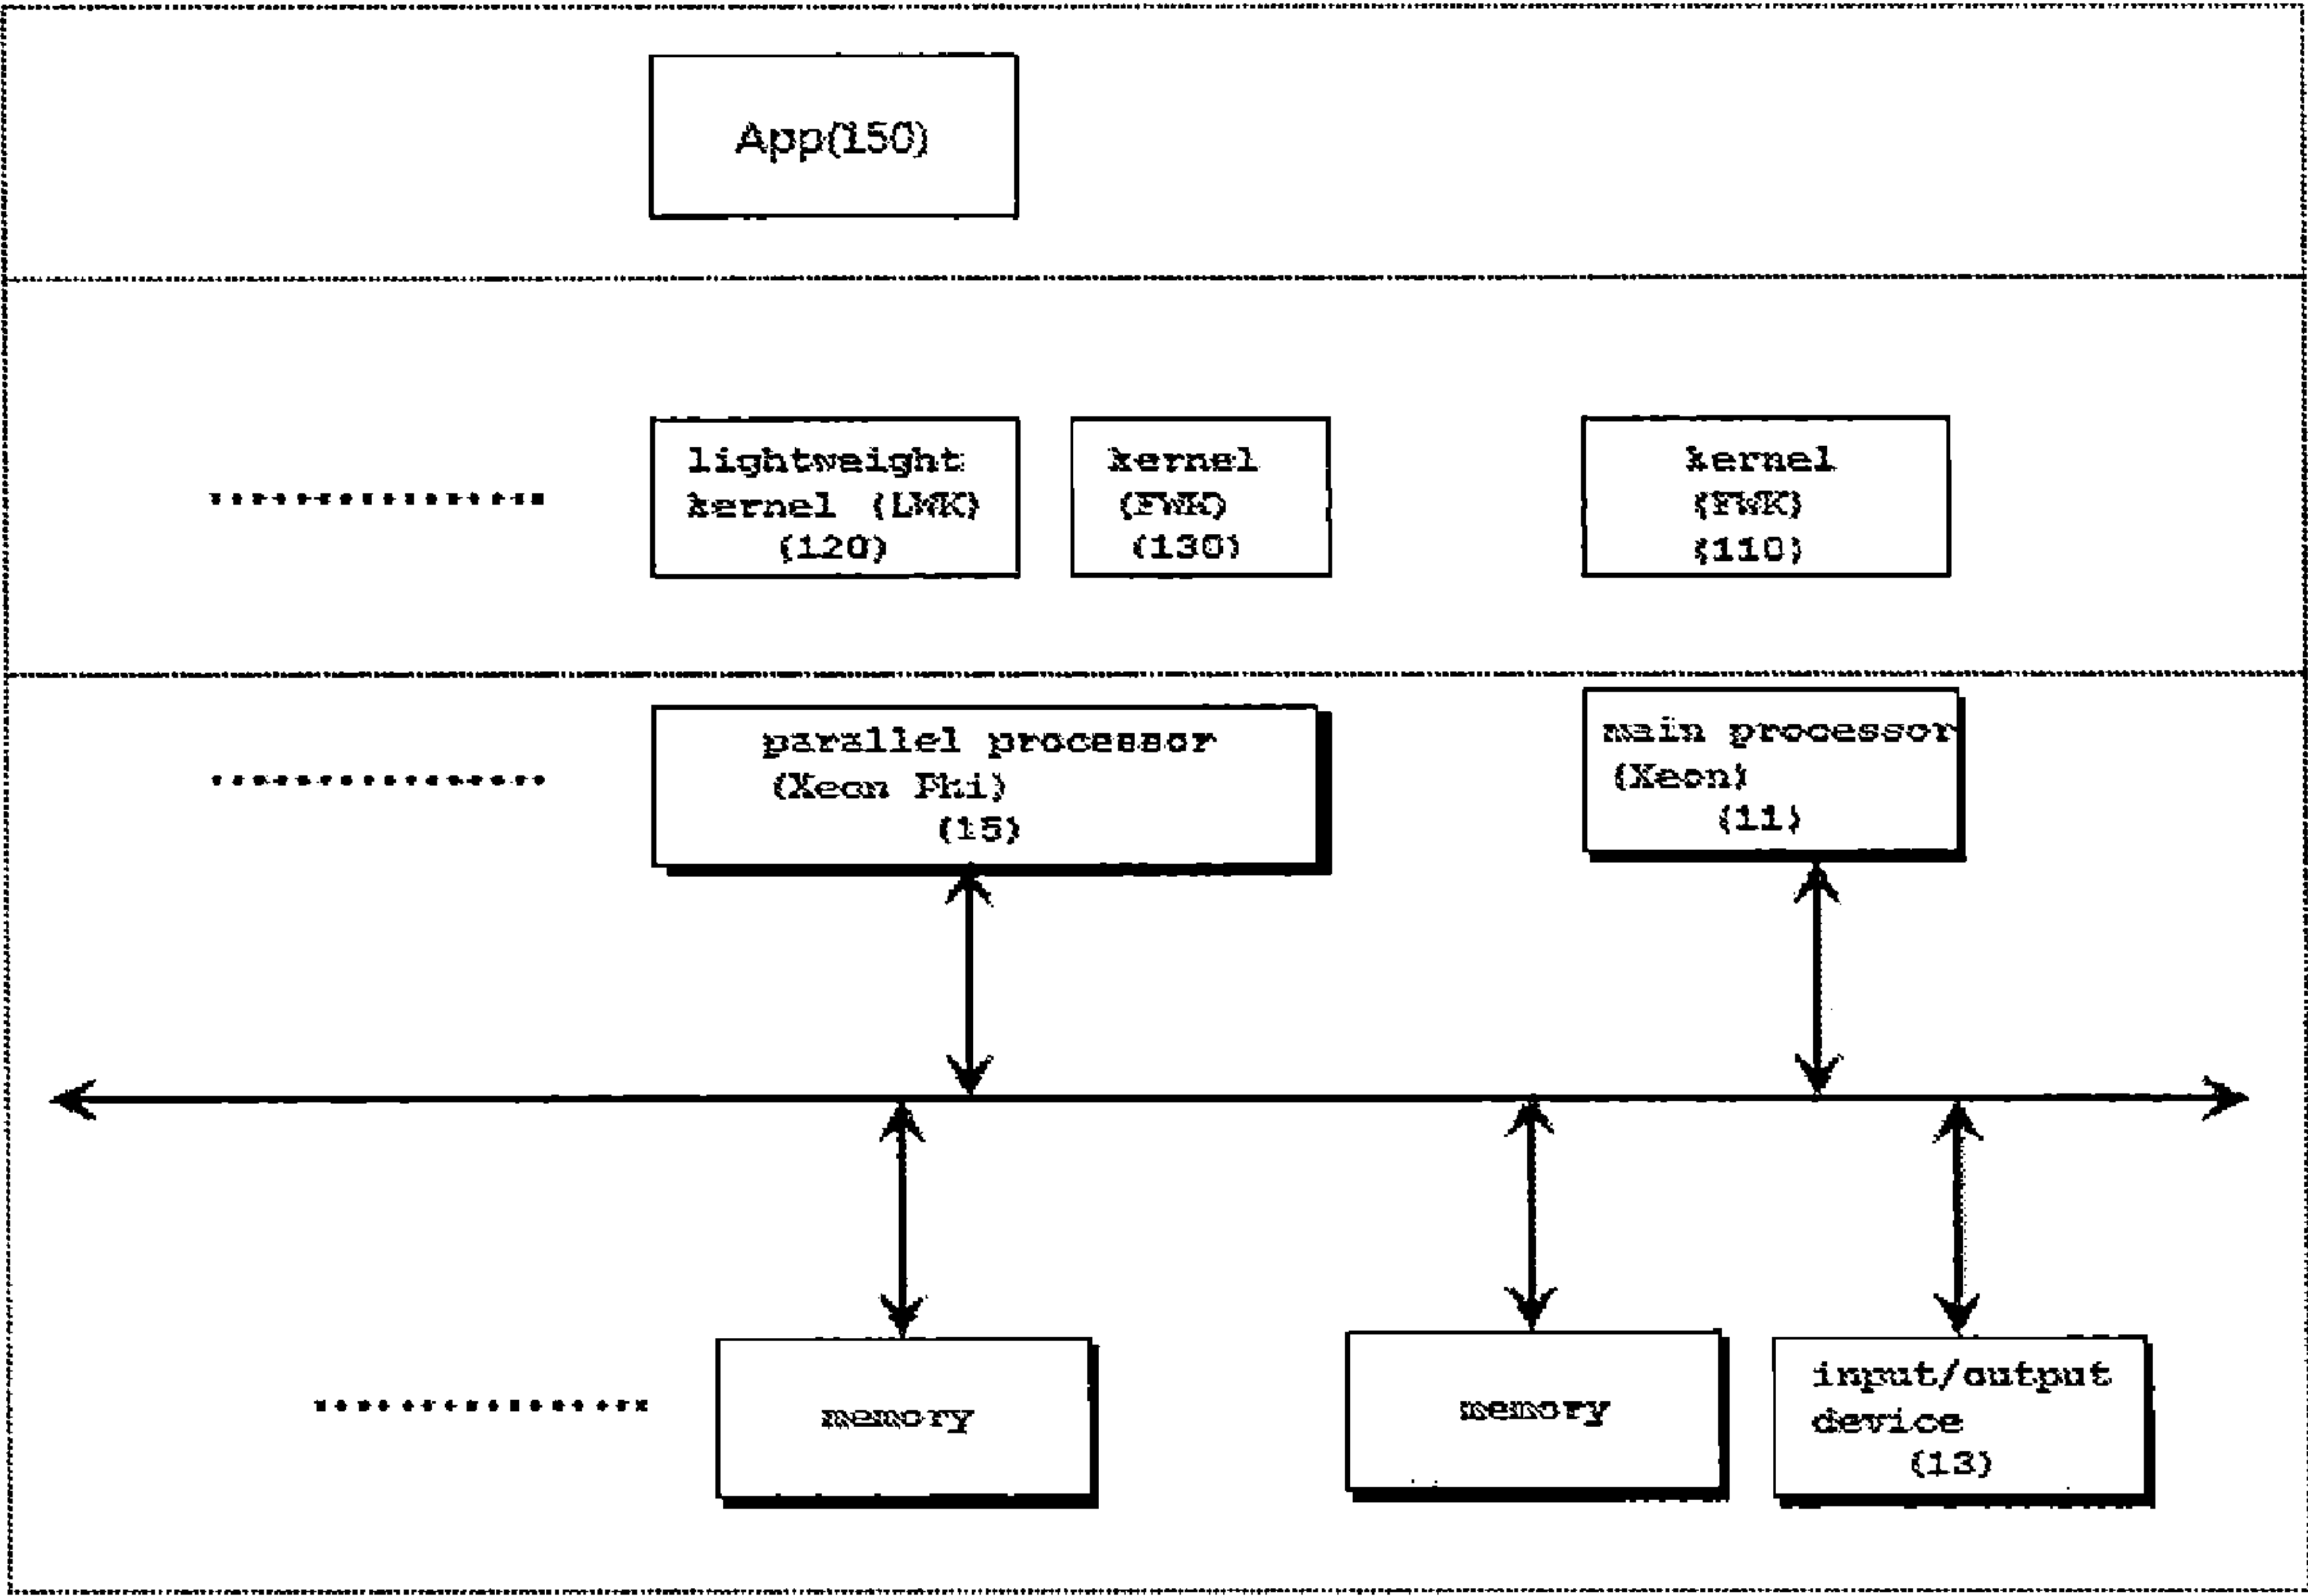 App(150)
lightweight
kernel (LWK)
(120)
kernel
(FWK)
(130)
kernel
(FWK)
(110)
parallel processor
(Xeon Phi)
(15)
main processor
(Xeon)
(11)
memory
memory
input/output
device
(13)